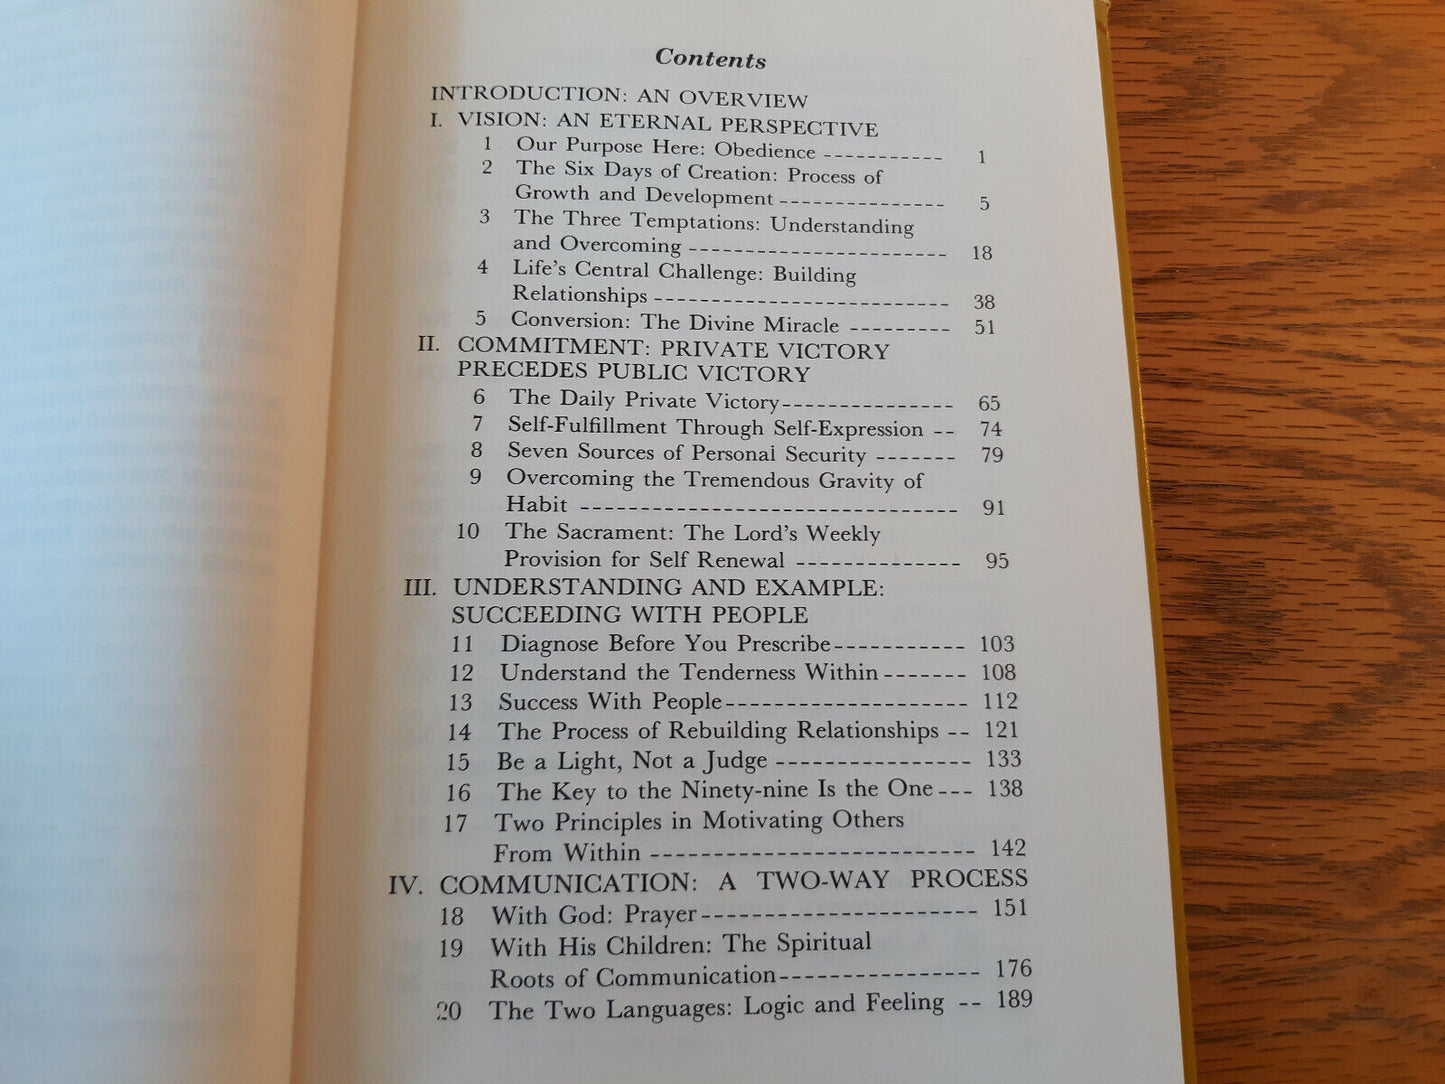 Contents
INTRODUCTION: AN OVERVIEW
I. VISION: AN ETERNAL PERSPECTIVE
1 Our Purpose Here: Obedience ----------- 1
2 The Six Days of Creation: Process of
Growth and Development --------------- 5
3 The Three Temptations: Understanding
and Overcoming ----------------------- 18
4 Life's Central Challenge: Building
Relationships -------------------------- 38
5 Conversion: The Divine Miracle --------- 51
II. COMMITMENT: PRIVATE VICTORY
PRECEDES PUBLIC VICTORY
6 The Daily Private Victory--------------- 65
7 Self-Fulfillment Through Self-Expression -- 74
8 Seven Sources of Personal Security ------- 79
9 Overcoming the Tremendous Gravity of
Habit --------------------------------- 91
10 The Sacrament: The Lord's Weekly
Provision for Self Renewal -------------- 95
III. UNDERSTANDING AND EXAMPLE:
SUCCEEDING WITH PEOPLE
11 Diagnose Before You Prescribe----------- 103
12 Understand the Tenderness Within------- 108
13 Success With People-------------------- 112
14 The Process of Rebuilding Relationships -- 121
15 Be a Light, Not a Judge ---------------- 133
16 The Key to the Ninety-nine Is the One--- 138
17 Two Principles in Motivating Others
From Within -------------------------- 142
IV. COMMUNICATION: A TWO-WAY PROCESS
18 With God: Prayer----------------------- 151
19 With His Children: The Spiritual
Roots of Communication---------------- 176
20 The Two Languages: Logic and Feeling -- 189